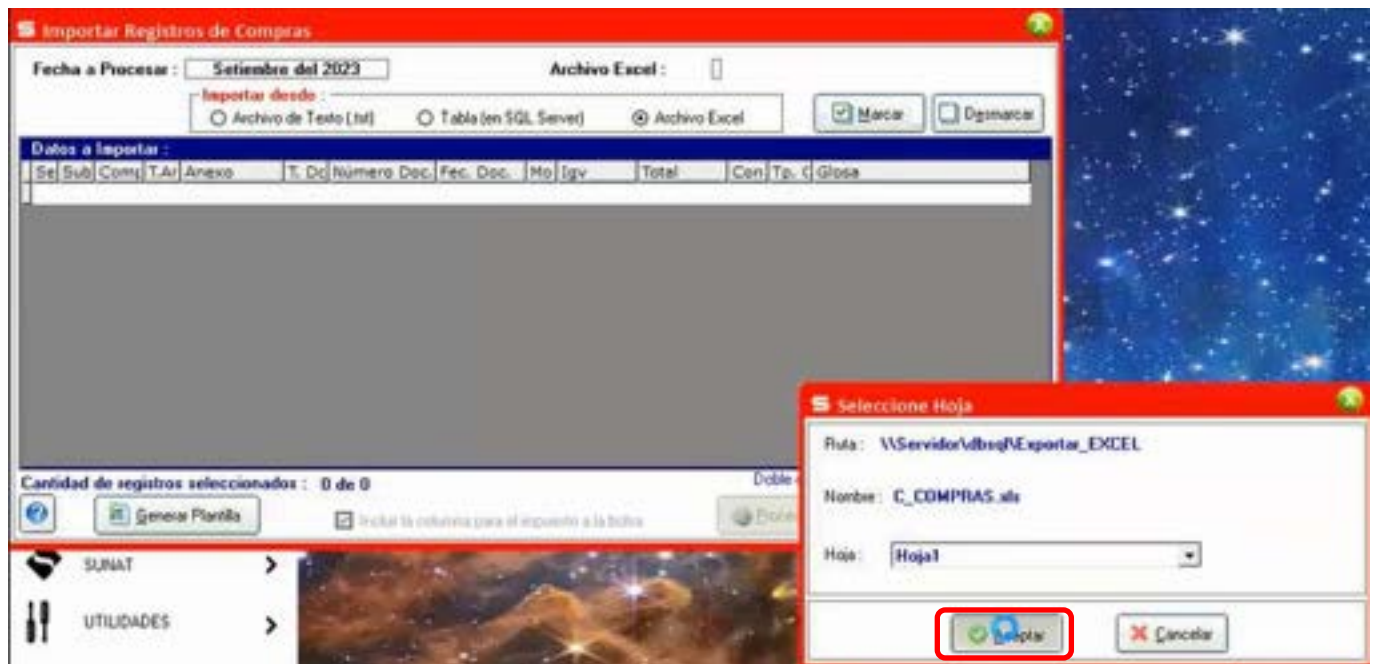 Importar Registros de Compras
Fecha a Procesar : Setiembre del 2023 Archivo Excel :
Importar desde :
Archivo de Texto (.txt) Tabla (en SQL Server) Archivo Excel Marcar Desmarcar
Datos a Importar :
Se Sub Comp T.An Anexo T. Do Número Doc. Fec. Doc. Mo Igv Total Con Tp. C Glosa
Seleccione Hoja
Ruta : \\Servidor\dbsql\Exportar_EXCEL
Cantidad de registros seleccionados : 0 de 0 Doble
Nombre : C_COMPRAS.xls
Generar Plantilla Incluir la columna para el impuesto a la bolsa
Hoja : Hoja1
SUNAT
UTILIDADES
Aceptar Cancelar